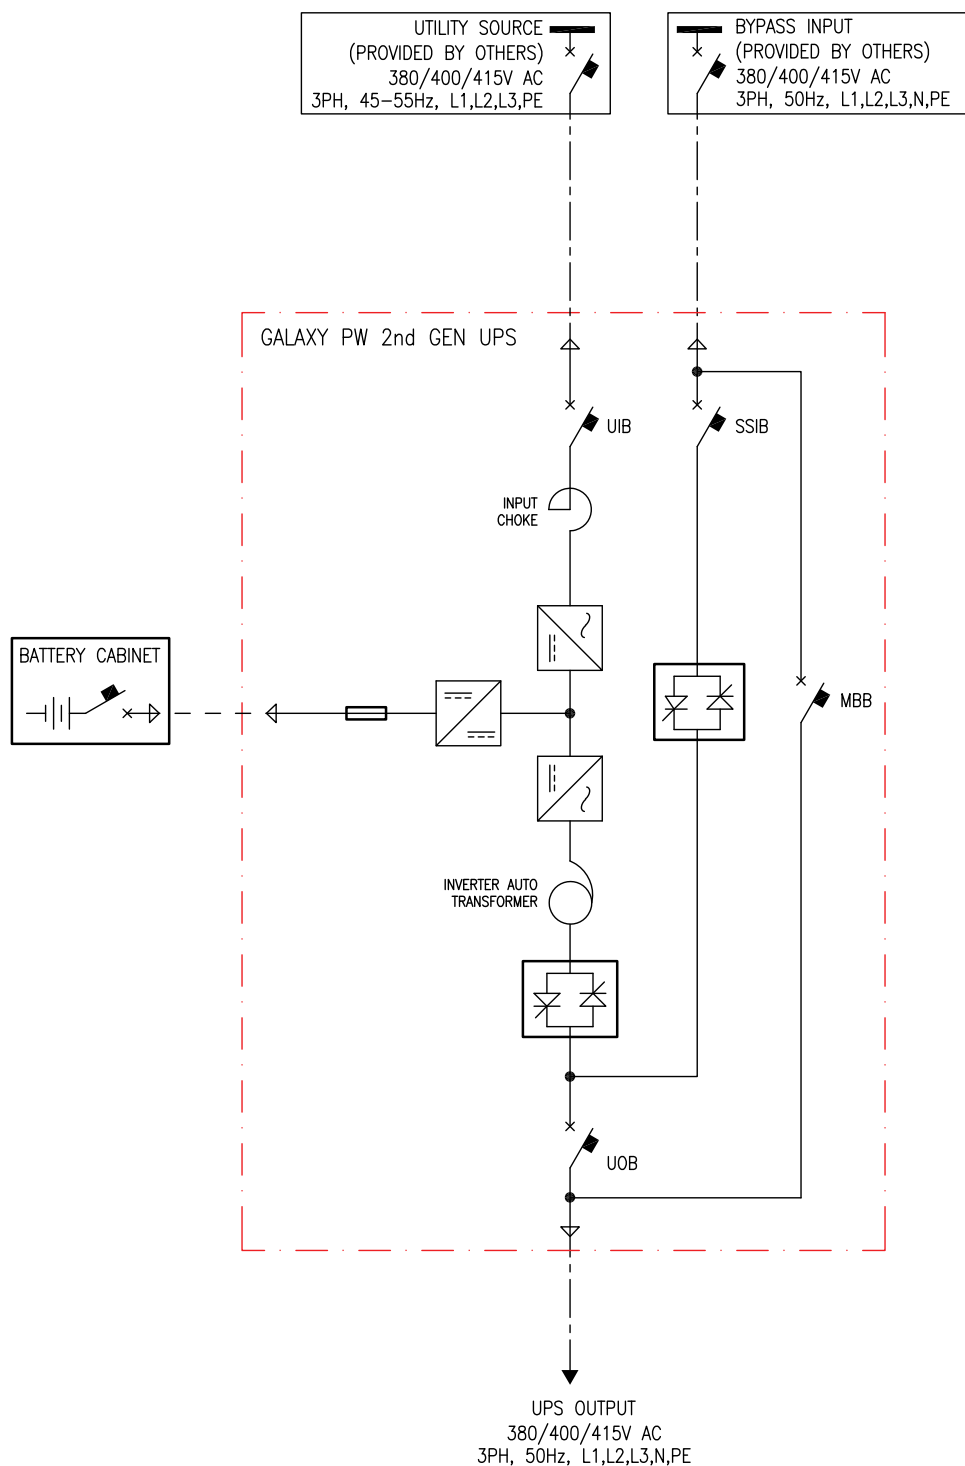 UTILITY SOURCE
(PROVIDED BY OTHERS)
380/400/415V AC
3PH, 45-55Hz, L1,L2,L3,PE
BYPASS INPUT
(PROVIDED BY OTHERS)
380/400/415V AC
3PH, 50Hz, L1,L2,L3,N,PE
GALAXY PW 2nd GEN UPS
UIB
SSIB
INPUT
CHOKE
BATTERY CABINET
MBB
INVERTER AUTO
TRANSFORMER
UOB
UPS OUTPUT
380/400/415V AC
3PH, 50Hz, L1,L2,L3,N,PE